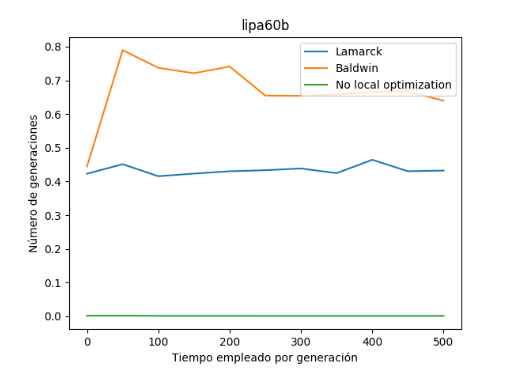 lipa60b
Lamarck
Baldwin
No local optimization
Número de generaciones
0.8
0.7
0.6
0.5
0.4
0.3
0.2
0.1
0.0
0 100 200 300 400 500
Tiempo empleado por generación